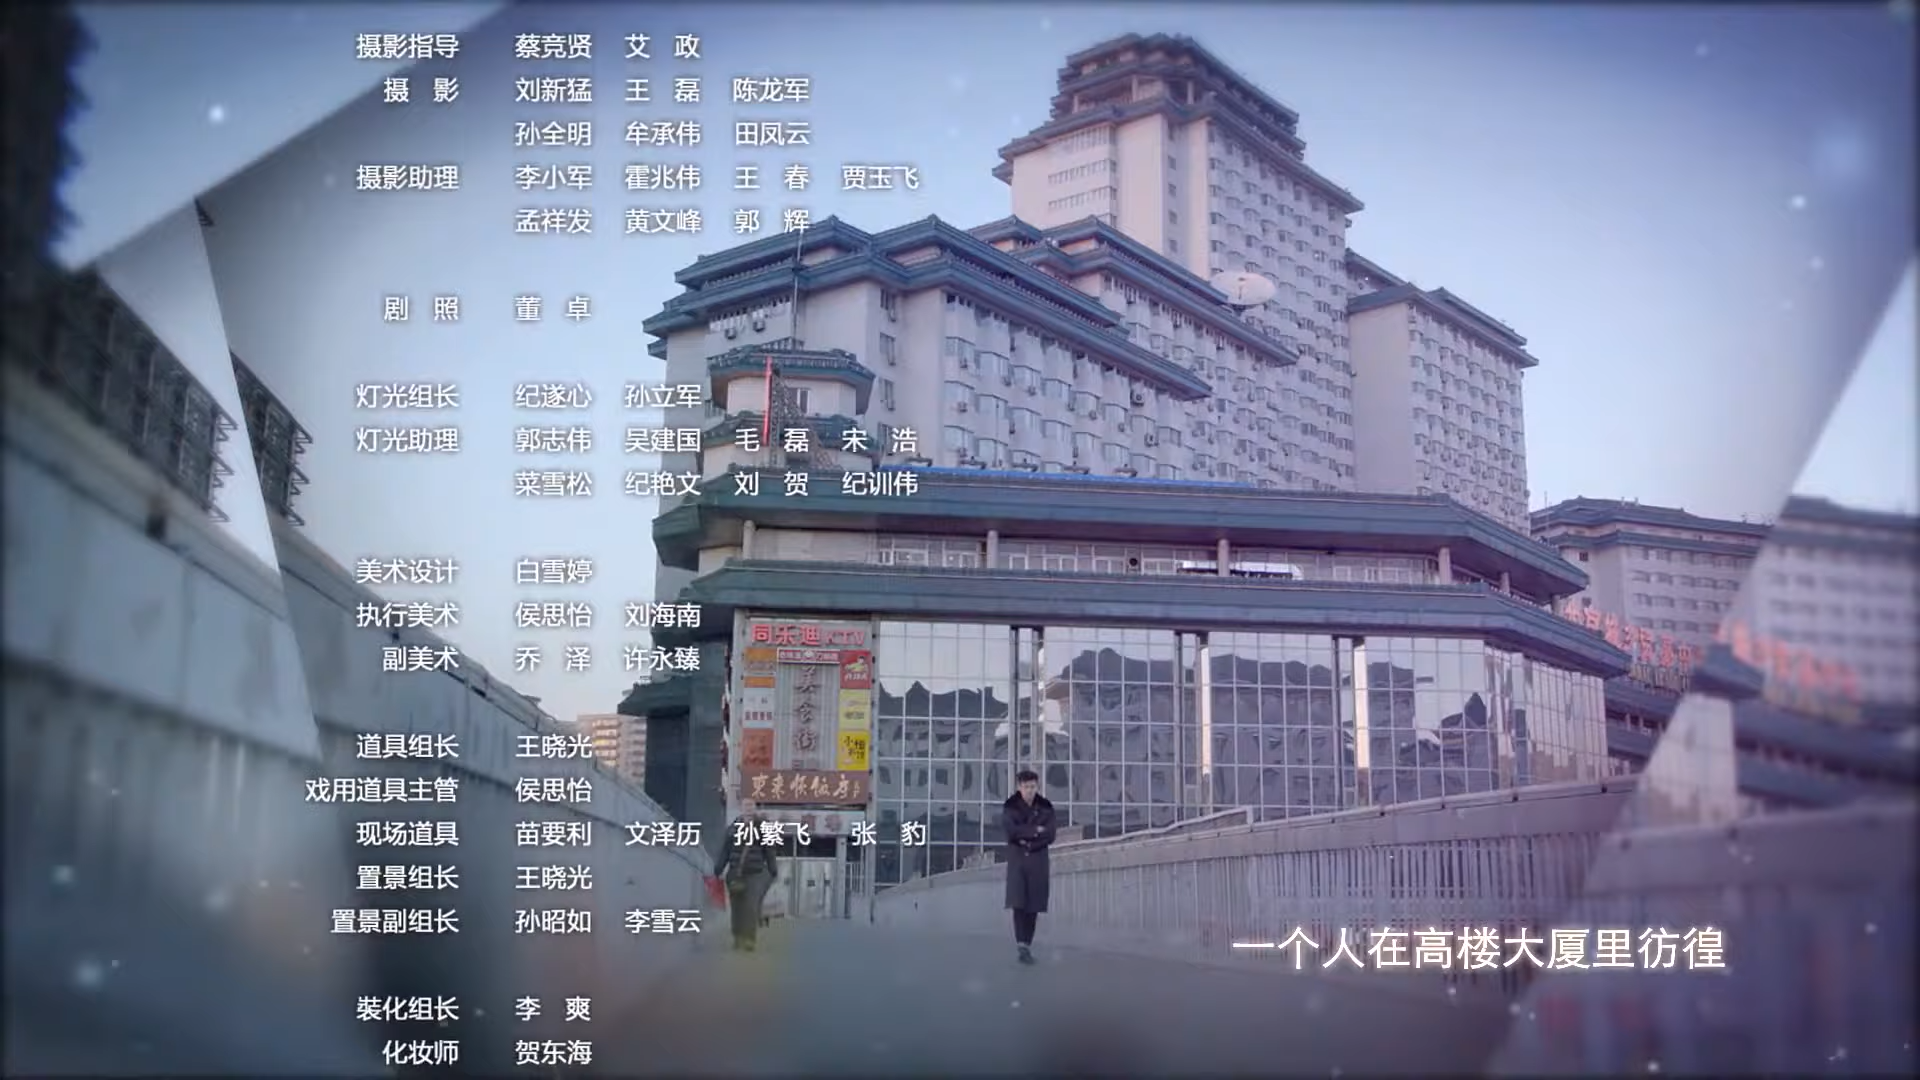 摄影指导 蔡竞贤 艾 政
摄 影 刘新猛 王 磊 陈龙军
孙全明 牟承伟 田凤云
摄影助理 李小军 霍兆伟 王 春 贾玉飞
孟祥发 黄文峰 郭 辉
剧 照 董 卓
灯光组长 纪遂心 孙立军
灯光助理 郭志伟 吴建国 毛 磊 宋 浩
菜雪松 纪艳文 刘 贺 纪训伟
美术设计 白雪婷
执行美术 侯思怡 刘海南
副美术 乔 泽 许永臻
道具组长 王晓光
戏用道具主管 侯思怡
现场道具 苗要利 文泽历 孙繁飞 张 豹
置景组长 王晓光
置景副组长 孙昭如 李雪云
装化组长 李 爽
化妆师 贺东海
同乐迪KTV
美食街
東来顺饭店
一个人在高楼大厦里彷徨